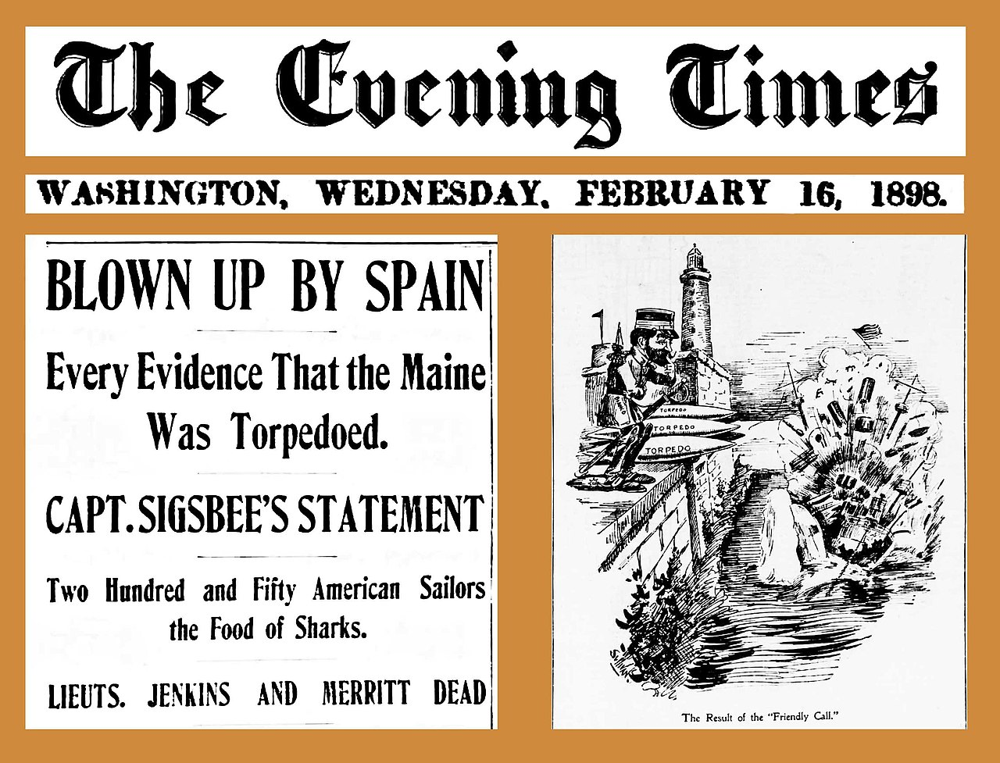 The Evening Times
WASHINGTON, WEDNESDAY, FEBRUARY 16, 1898.
BLOWN UP BY SPAIN
Every Evidence That the Maine
Was Torpedoed.
CAPT. SIGSBEE'S STATEMENT
Two Hundred and Fifty American Sailors
the Food of Sharks.
LIEUTS. JENKINS AND MERRITT DEAD
TORPEDO
TORPEDO
TORPEDO
The Result of the "Friendly Call."